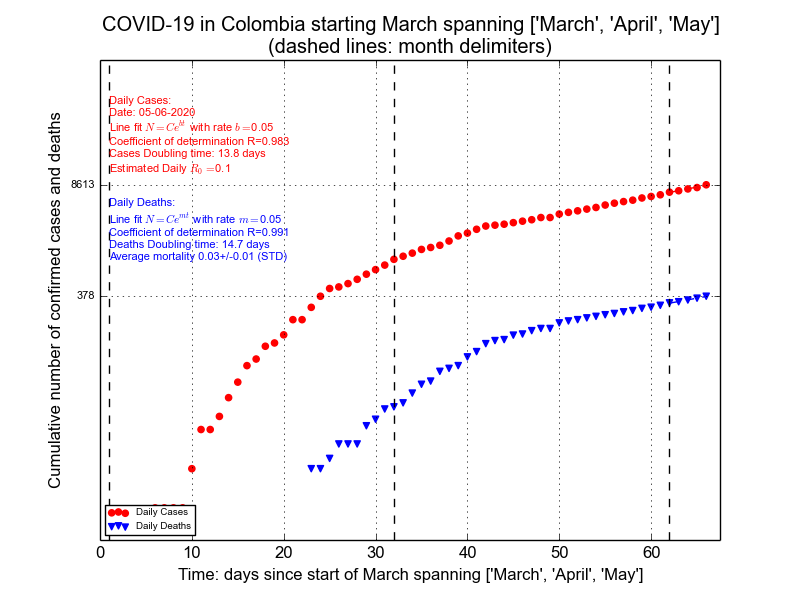 COVID-19 in Colombia starting March spanning ['March', 'April', 'May']
(dashed lines: month delimiters)
Daily Cases:
Date: 05-06-2020
Line fit N = Ce^{bt} with rate b =0.05
Coefficient of determination R=0.983
Cases Doubling time: 13.8 days
Estimated Daily R_0 =0.1
Daily Deaths:
Line fit N = Ce^{mt} with rate m =0.05
Coefficient of determination R=0.991
Deaths Doubling time: 14.7 days
Average mortality 0.03+/-0.01 (STD)
8613
378
Cumulative number of confirmed cases and deaths
Daily Cases
Daily Deaths
0 10 20 30 40 50 60
Time: days since start of March spanning ['March', 'April', 'May']